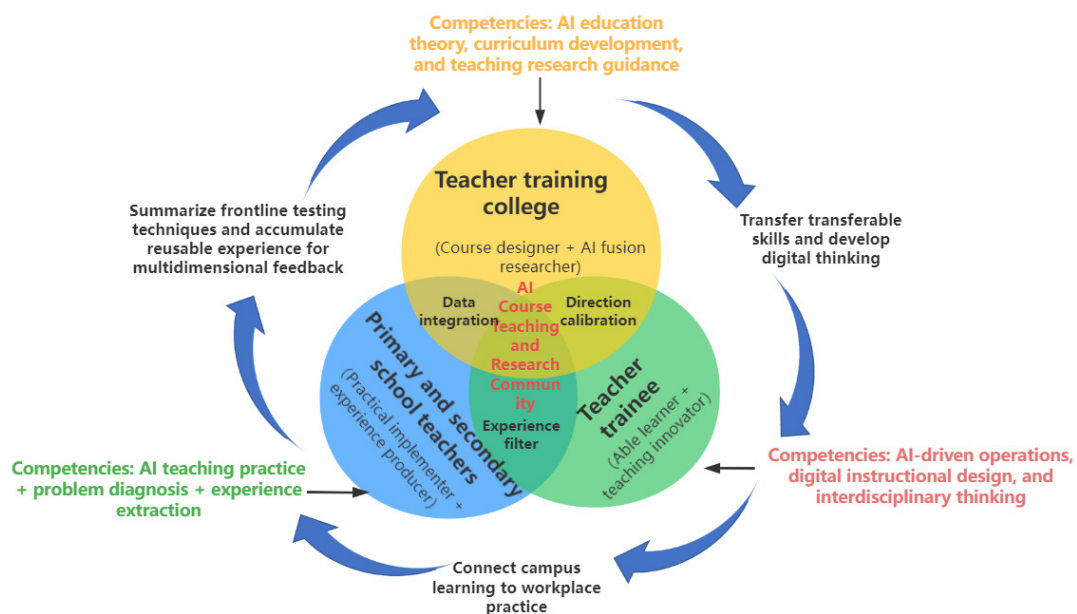 Competencies: AI education
theory, curriculum development,
and teaching research guidance
Teacher training
college
(Course designer + AI fusion
researcher)
Summarize frontline testing
techniques and accumulate
reusable experience for
multidimensional feedback
Transfer transferable
skills and develop
digital thinking
Data
integration
AI
Course
Teaching
and
Research
Commun
ity
Direction
calibration
Primary and secondary
school teachers
(Practical implementer +
experience producer)
Experience
filter
Teacher
trainee
(Able learner +
teaching innovator)
Competencies: AI teaching practice
+ problem diagnosis + experience
extraction
Competencies: AI-driven operations,
digital instructional design, and
interdisciplinary thinking
Connect campus
learning to workplace
practice